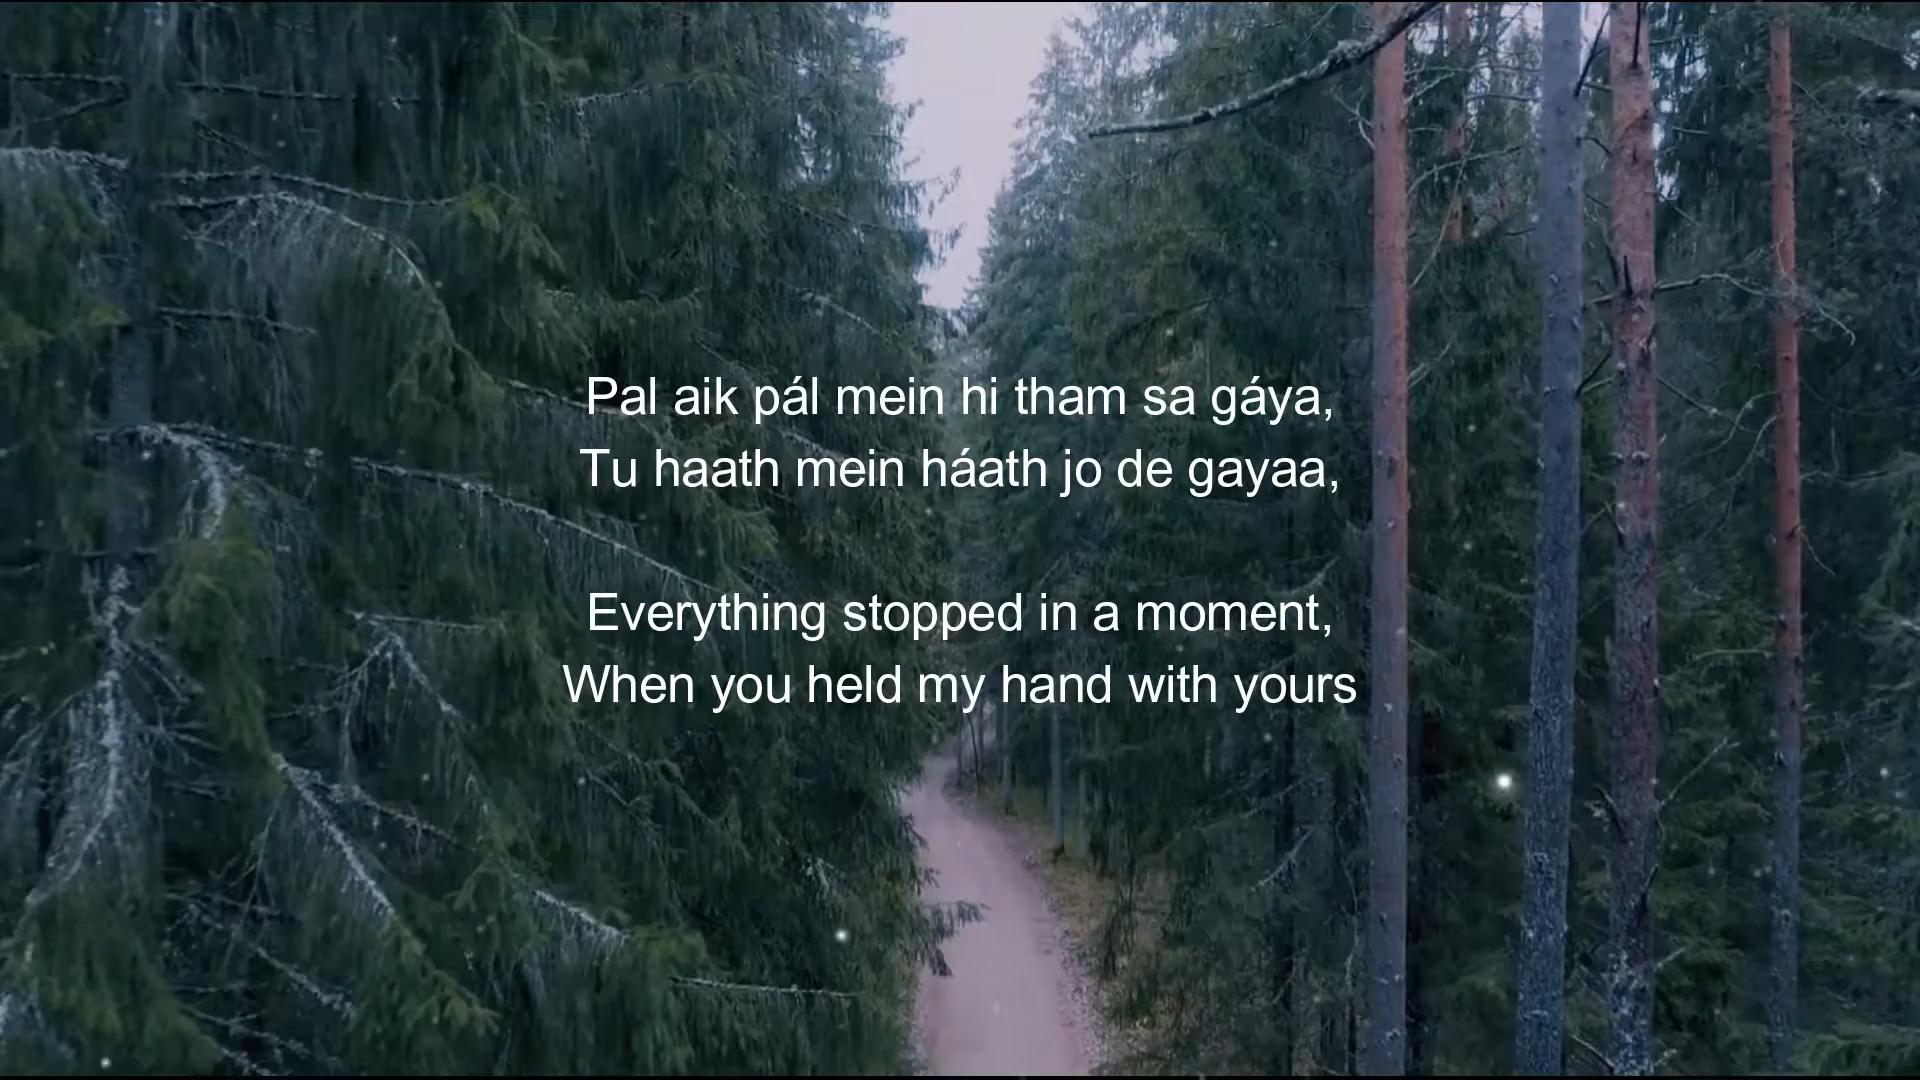 Pal aik pál mein hi tham sa gáya,
Tu haath mein háath jo de gayaa,
Everything stopped in a moment,
When you held my hand with yours